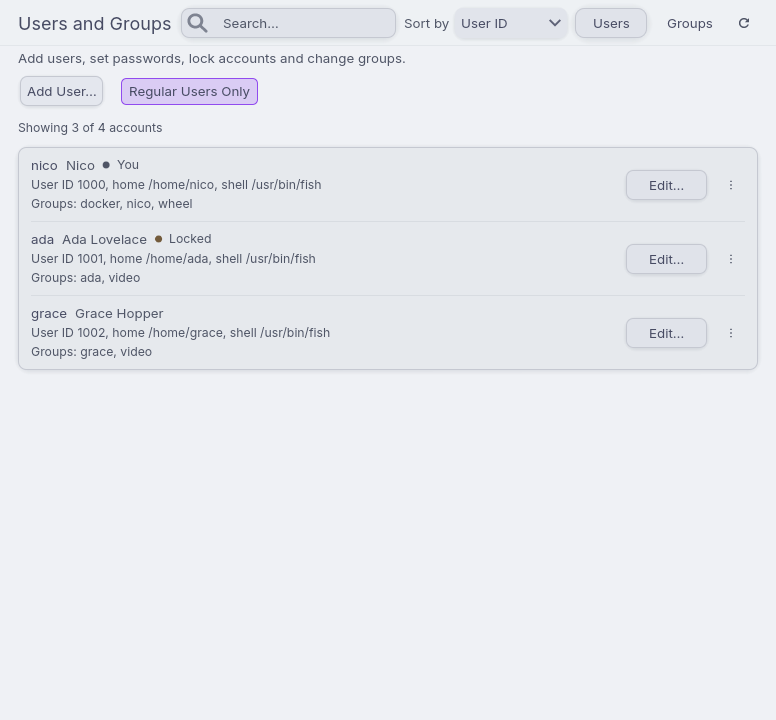 Users and Groups
Search...
Sort by
User ID
Users
Groups
Add users, set passwords, lock accounts and change groups.
Add User...
Regular Users Only
Showing 3 of 4 accounts
nico Nico You
User ID 1000, home /home/nico, shell /usr/bin/fish
Groups: docker, nico, wheel
Edit...
ada Ada Lovelace Locked
User ID 1001, home /home/ada, shell /usr/bin/fish
Groups: ada, video
Edit...
grace Grace Hopper
User ID 1002, home /home/grace, shell /usr/bin/fish
Groups: grace, video
Edit...